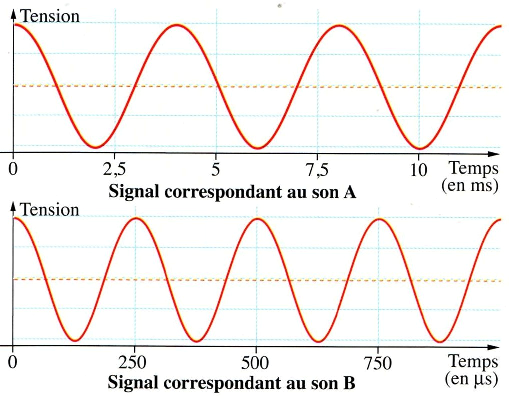 Tension
0 2,5 5 7,5 10 Temps
(en ms)
Signal correspondant au son A
Tension
0 250 500 750 Temps
(en µs)
Signal correspondant au son B